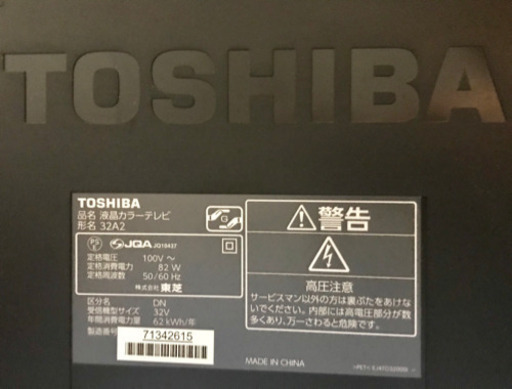 TOSHIBA
TOSHIBA
品名 液晶カラーテレビ
形名 32A2
JQA JQ10437
定格電圧 100V ～
定格消費電力 82 W
定格周波数 50/60 Hz
株式会社 東芝
区分名 DN
受信機型サイズ 32V
年間消費電力量 62 kWh/年
製造番号 71342615
警告
高圧注意
サービスマン以外の方は裏ぶたをあけな
いでください。内部には高電圧部分が数
多くあり、万一さわると危険です。
MADE IN CHINA